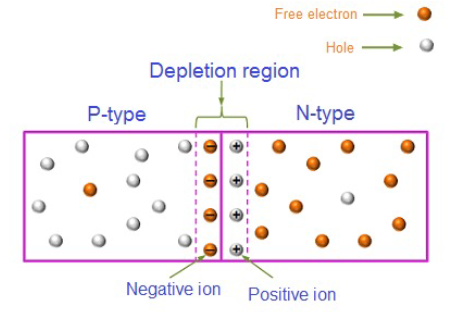 Free electron
Hole
Depletion region
P-type
N-type
Negative ion
Positive ion